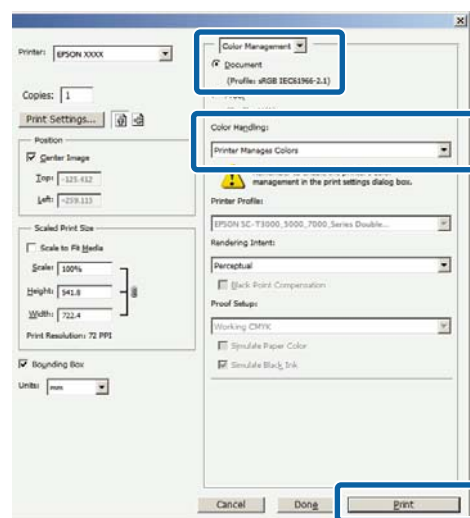 Printer: EPSON XXXX
Copies: 1
Print Settings...
Position
Center Image
Top: -125.412
Left: -259.113
Scaled Print Size
Scale to Fit Media
Scale: 100%
Height: 541.8
Width: 722.4
Print Resolution: 72 PPI
Bounding Box
Units: mm
Color Management
Document
(Profile: sRGB IEC61966-2.1)
Color Handling:
Printer Manages Colors
management in the print settings dialog box.
Printer Profile:
EPSON SC-T3000_5000_7000_Series Double...
Rendering Intent:
Perceptual
Black Point Compensation
Proof Setup:
Working CMYK
Simulate Paper Color
Simulate Black Ink
Cancel
Done
Print